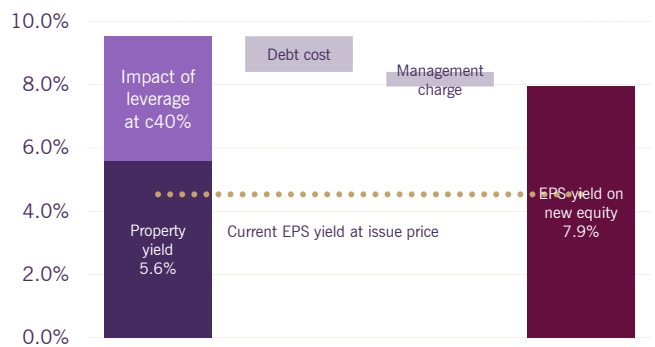 10.0%
8.0%
6.0%
4.0%
2.0%
0.0%
Impact of
leverage
at c40%
Property
yield
5.6%
Debt cost
Management
charge
Current EPS yield at issue price
EPS yield on
new equity
7.9%